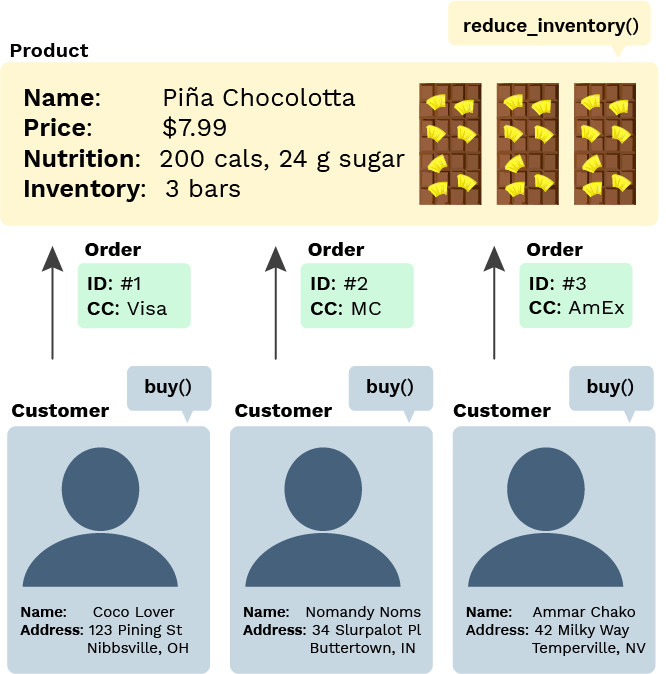 reduce_inventory()
Product
Name: Piña Chocolotta
Price: $7.99
Nutrition: 200 cals, 24 g sugar
Inventory: 3 bars
Order
ID: #1
CC: Visa
Order
ID: #2
CC: MC
Order
ID: #3
CC: AmEx
buy()
Customer
Name: Coco Lover
Address: 123 Pining St
Nibbsville, OH
buy()
Customer
Name: Nomandy Noms
Address: 34 Slurpalot Pl
Buttertown, IN
buy()
Customer
Name: Ammar Chako
Address: 42 Milky Way
Temperville, NV